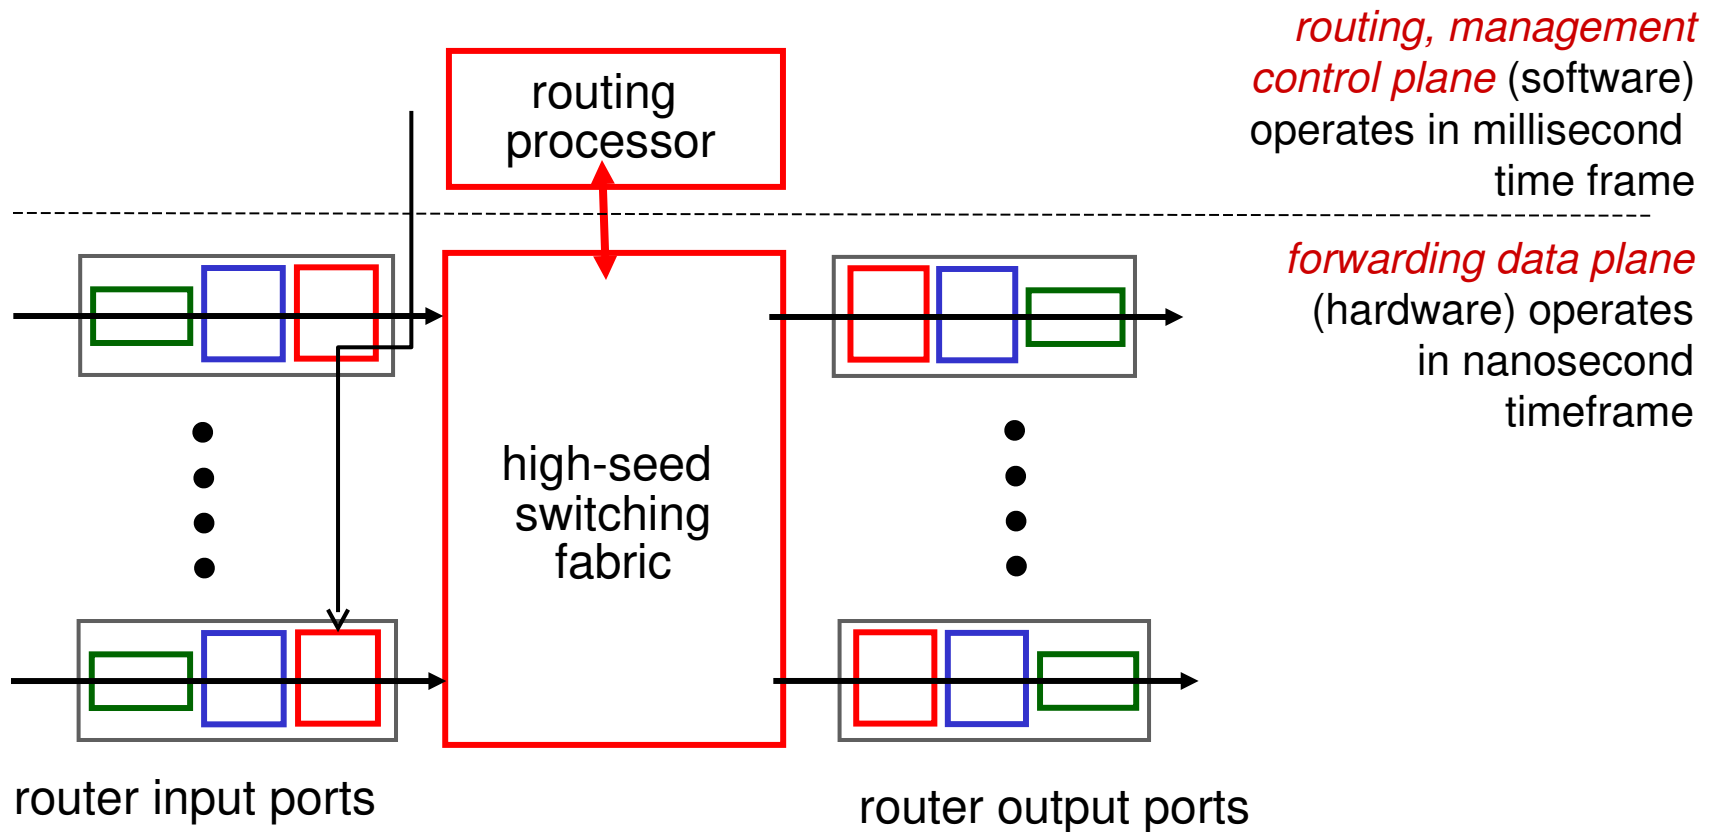 routing, management
control plane (software)
operates in millisecond
time frame
routing
processor
forwarding data plane
(hardware) operates
in nanosecond
timeframe
high-seed
switching
fabric
router input ports
router output ports